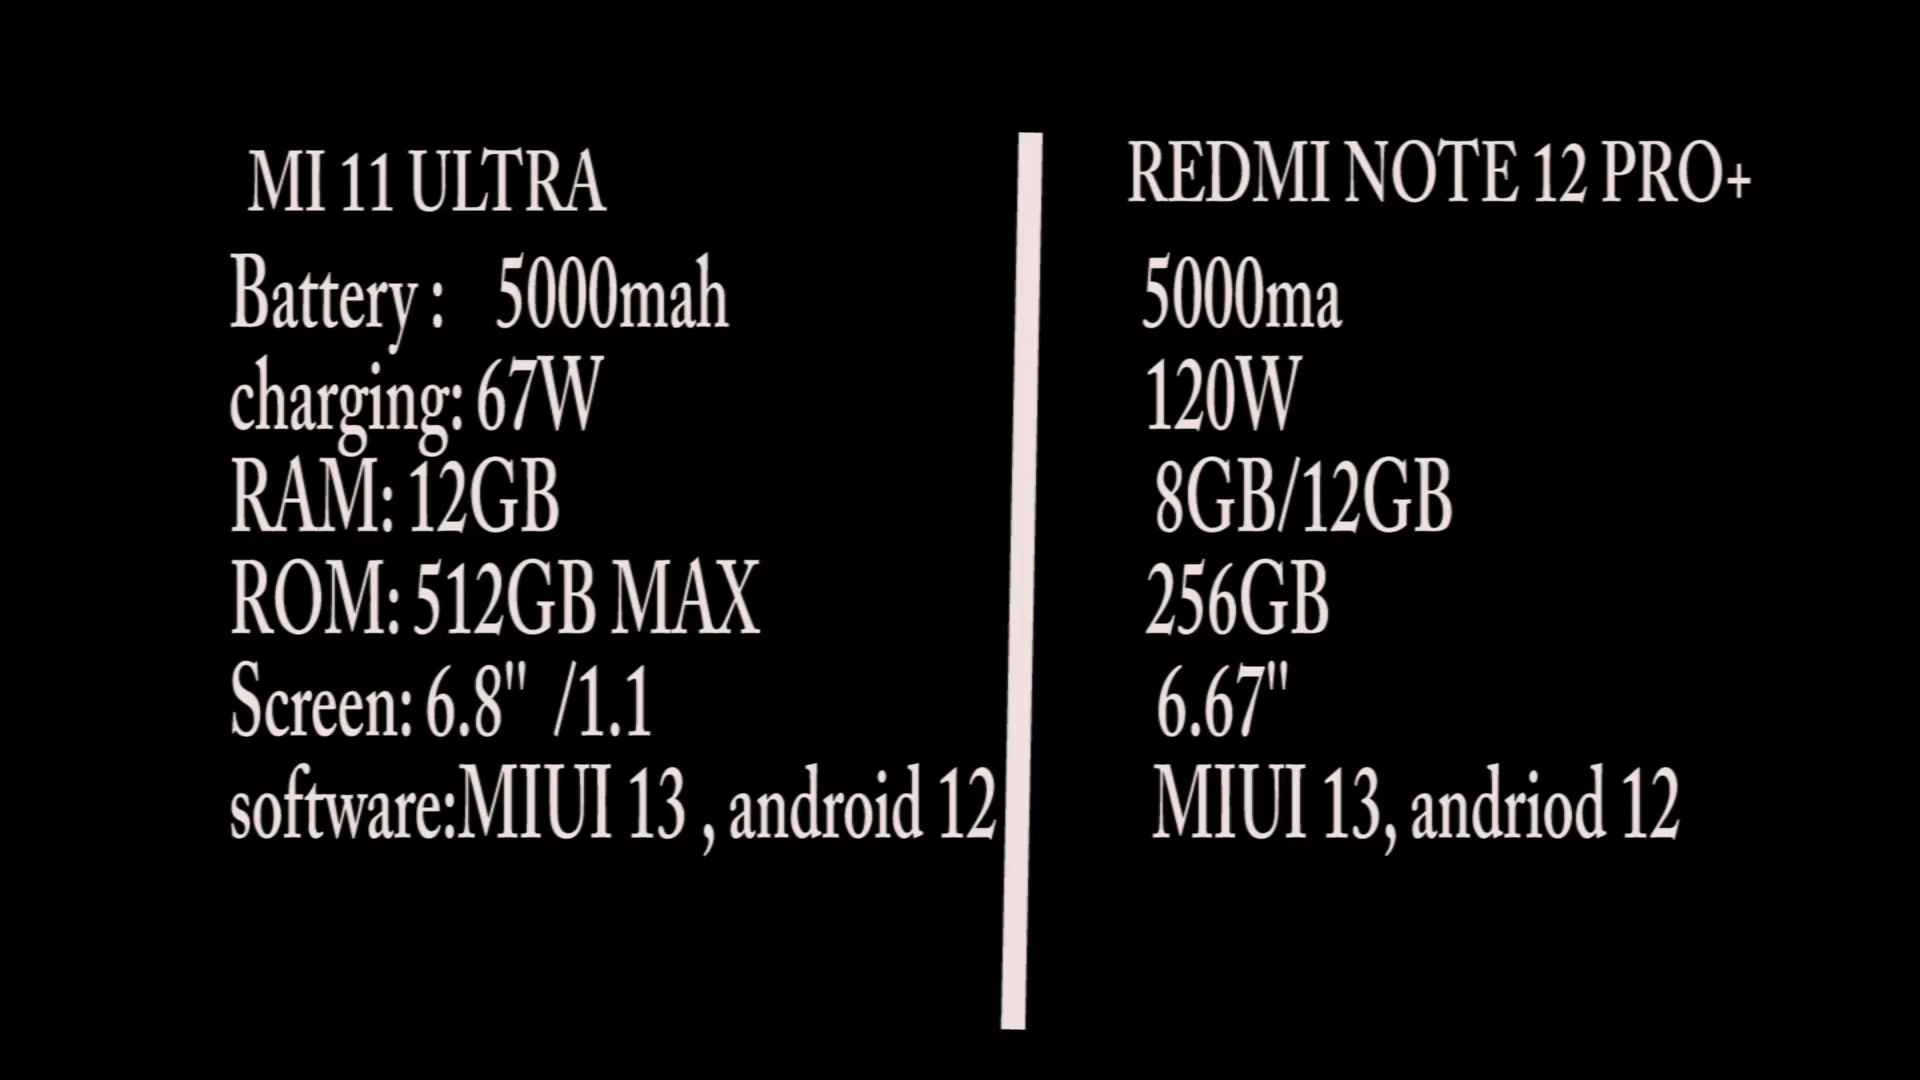 MI 11 ULTRA
Battery : 5000mah
charging: 67W
RAM: 12GB
ROM: 512GB MAX
Screen: 6.8" /1.1
software:MIUI 13 , android 12
REDMI NOTE 12 PRO+
5000ma
120W
8GB/12GB
256GB
6.67"
MIUI 13, andriod 12